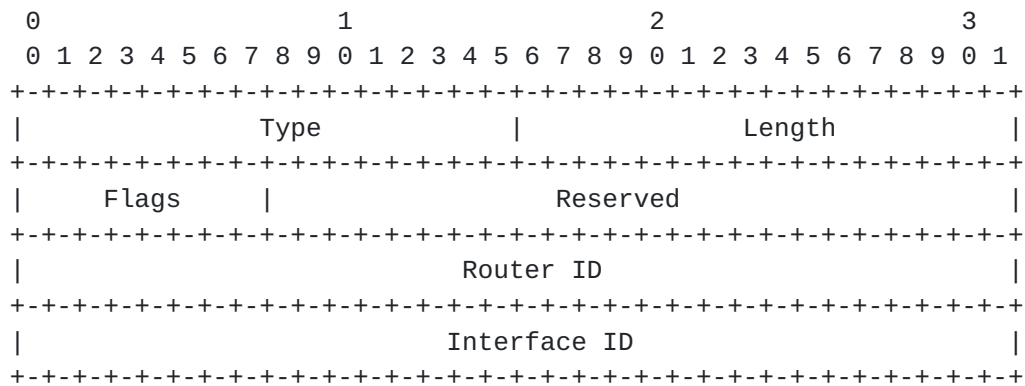 0                   1                   2                   3
 0 1 2 3 4 5 6 7 8 9 0 1 2 3 4 5 6 7 8 9 0 1 2 3 4 5 6 7 8 9 0 1
+-+-+-+-+-+-+-+-+-+-+-+-+-+-+-+-+-+-+-+-+-+-+-+-+-+-+-+-+-+-+-+-+
|               Type            |              Length           |
+-+-+-+-+-+-+-+-+-+-+-+-+-+-+-+-+-+-+-+-+-+-+-+-+-+-+-+-+-+-+-+-+
|     Flags     |                  Reserved                     |
+-+-+-+-+-+-+-+-+-+-+-+-+-+-+-+-+-+-+-+-+-+-+-+-+-+-+-+-+-+-+-+-+
|                            Router ID                          |
+-+-+-+-+-+-+-+-+-+-+-+-+-+-+-+-+-+-+-+-+-+-+-+-+-+-+-+-+-+-+-+-+
|                           Interface ID                        |
+-+-+-+-+-+-+-+-+-+-+-+-+-+-+-+-+-+-+-+-+-+-+-+-+-+-+-+-+-+-+-+-+